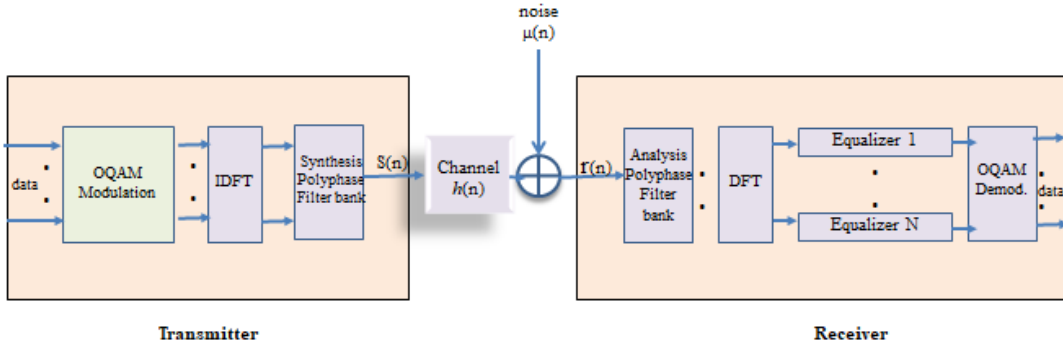 noise
μ(n)
data
OQAM
Modulation
IDFT
Synthesis
Polyphase
Filter bank
S(n)
Channel
h(n)
r(n)
Analysis
Polyphase
Filter
bank
DFT
Equalizer 1
Equalizer N
OQAM
Demod.
data
Transmitter
Receiver